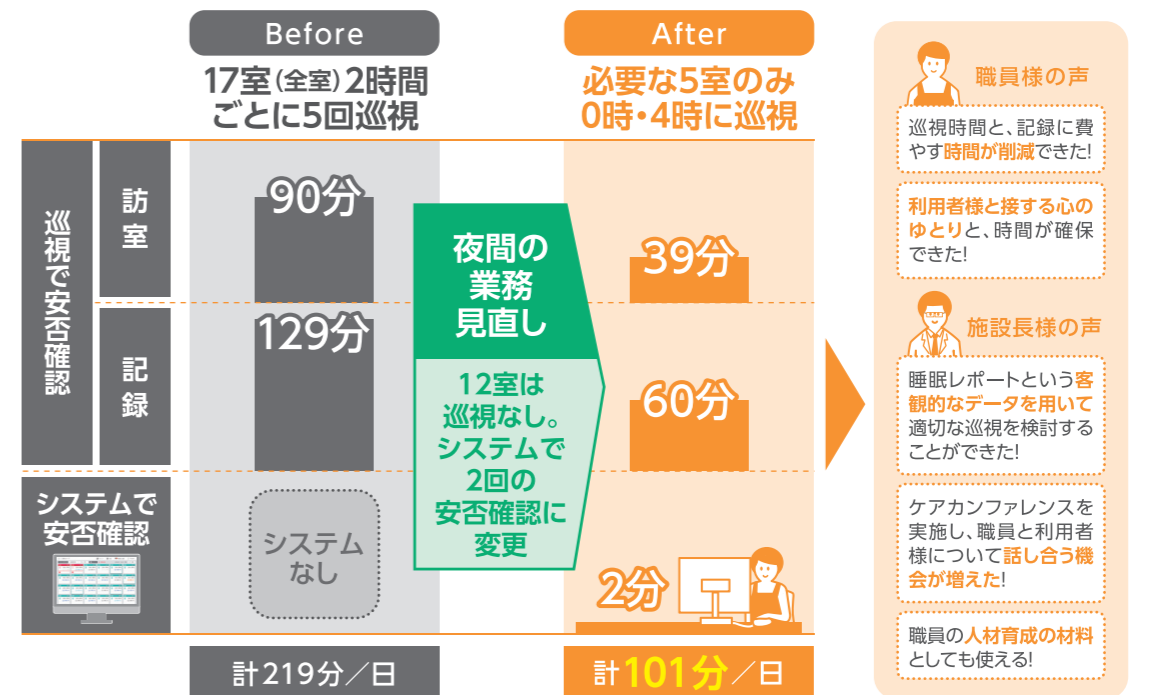 Before
17室(全室)2時間
ごとに5回巡視
After
必要な5室のみ
0時・4時に巡視
巡視で安否確認
訪室
90分
39分
記録
129分
60分
夜間の
業務
見直し
12室は
巡視なし。
システムで
2回の
安否確認に
変更
システムで
安否確認
システム
なし
2分
計219分/日
計101分/日
職員様の声
巡視時間と、記録に費
やす時間が削減できた!
利用者様と接する心の
ゆとりと、時間が確保
できた!
施設長様の声
睡眠レポートという客
観的なデータを用いて
適切な巡視を検討する
ことができた!
ケアカンファレンスを
実施し、職員と利用者
様について話し合う機
会が増えた!
職員の人材育成の材料
としても使える!